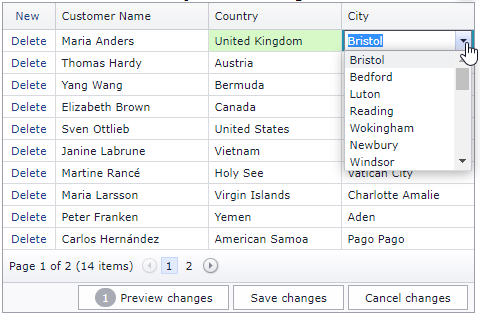 New Customer Name Country City
Delete Maria Anders United Kingdom Bristol
Delete Thomas Hardy Austria Bristol
Delete Yang Wang Bermuda Bedford
Luton
Delete Elizabeth Brown Canada Reading
Delete Sven Ottlieb United States Wokingham
Delete Janine Labrune Vietnam Newbury
Windsor
Delete Martine Rancé Holy See Vatican City
Delete Maria Larsson Virgin Islands Charlotte Amalie
Delete Peter Franken Yemen Aden
Delete Carlos Hernández American Samoa Pago Pago
Page 1 of 2 (14 items) 1 2
1 Preview changes Save changes Cancel changes